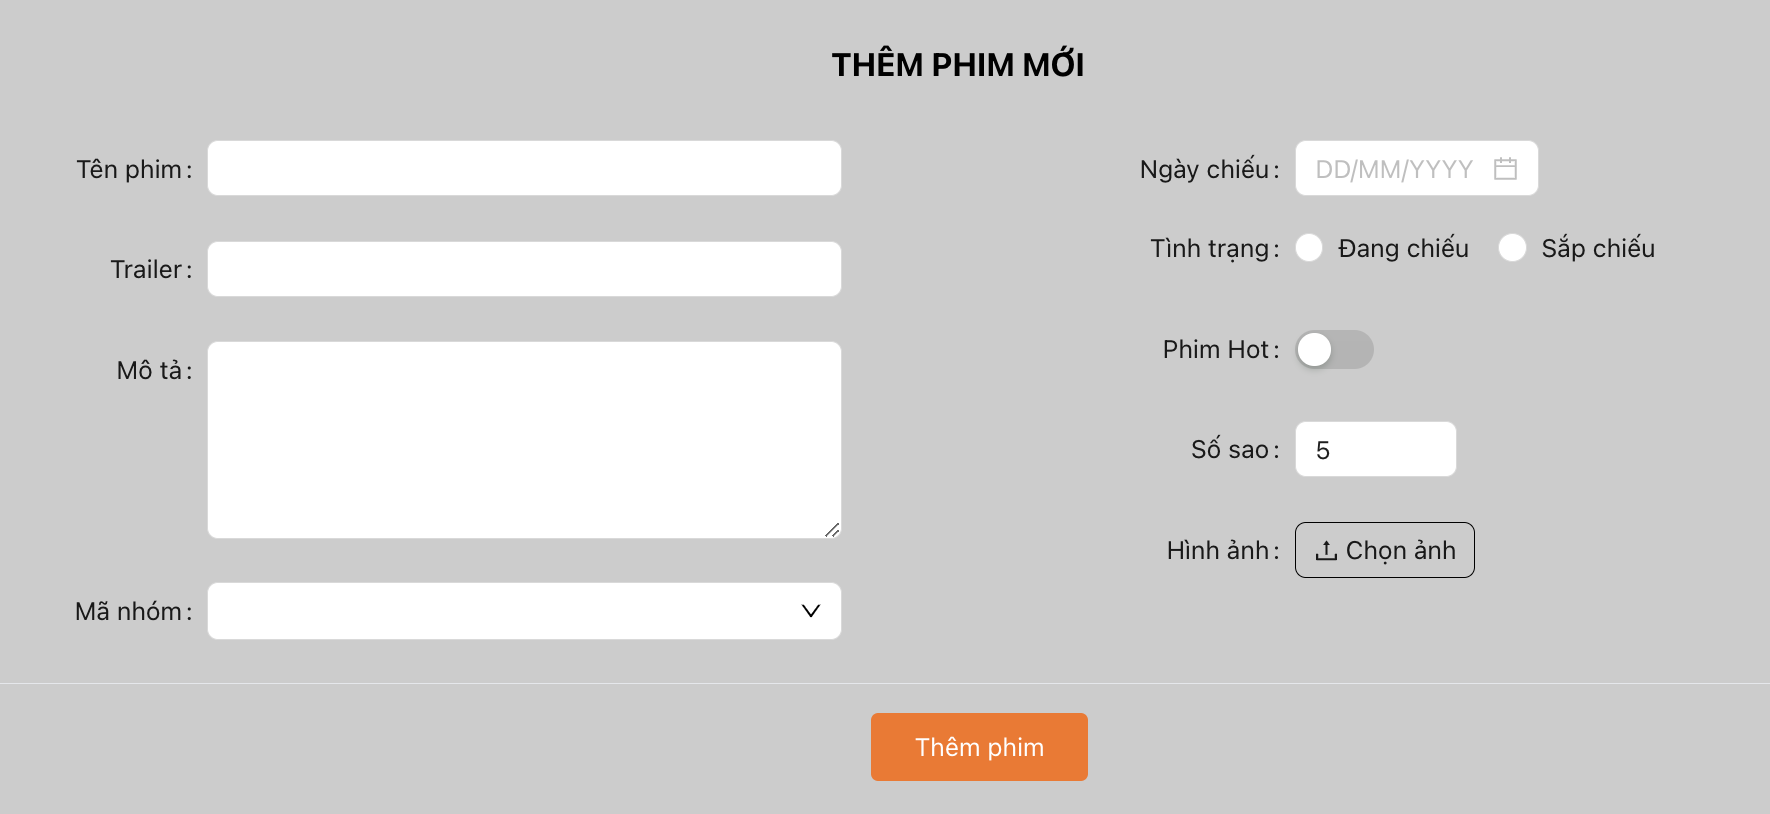 THÊM PHIM MỚI
Tên phim:
Trailer:
Mô tả:
Mã nhóm:
Ngày chiếu: DD/MM/YYYY
Tình trạng: Đang chiếu Sắp chiếu
Phim Hot:
Số sao: 5
Hình ảnh: Chọn ảnh
Thêm phim